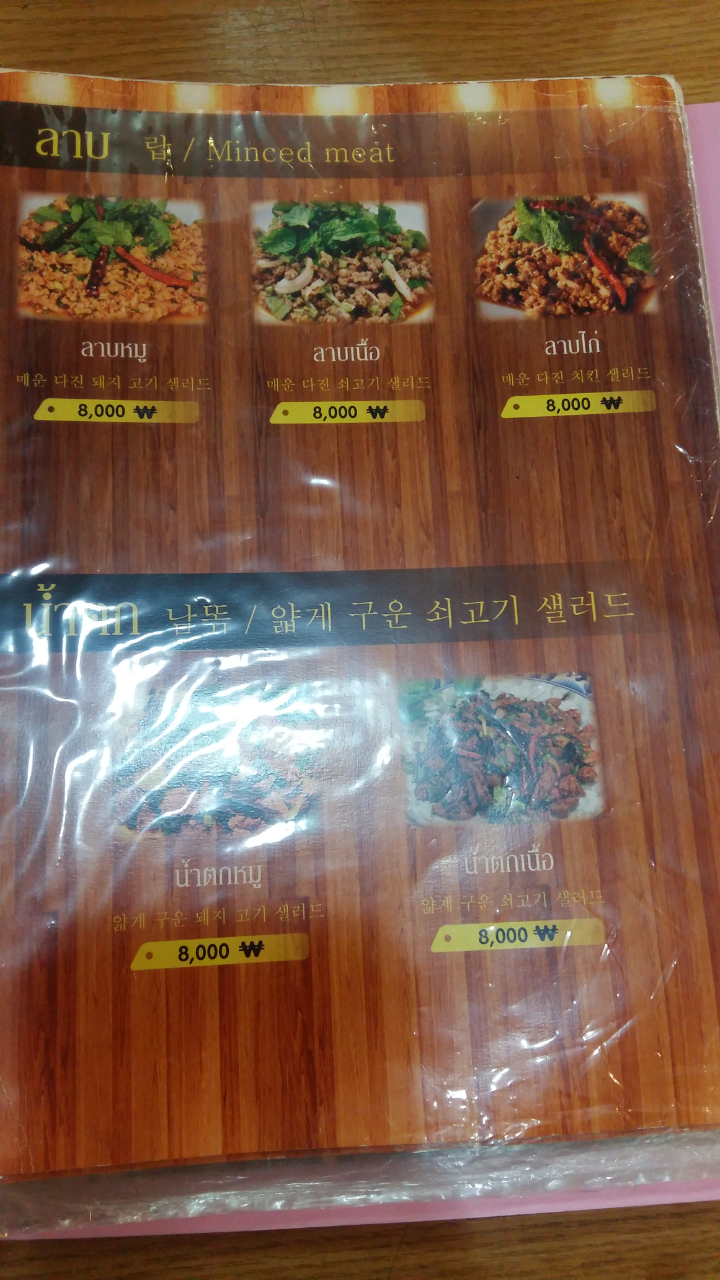 ลาบ 랍 / Minced meat
ลาบหมู
매운 다진 돼지 고기 샐러드
8,000 ₩
ลาบเนื้อ
매운 다진 쇠고기 샐러드
8,000 ₩
ลาบไก่
매운 다진 치킨 샐러드
8,000 ₩
น้ำตก 남똒 / 얇게 구운 쇠고기 샐러드
น้ำตกหมู
얇게 구운 돼지 고기 샐러드
8,000 ₩
น้ำตกเนื้อ
얇게 구운 쇠고기 샐러드
8,000 ₩